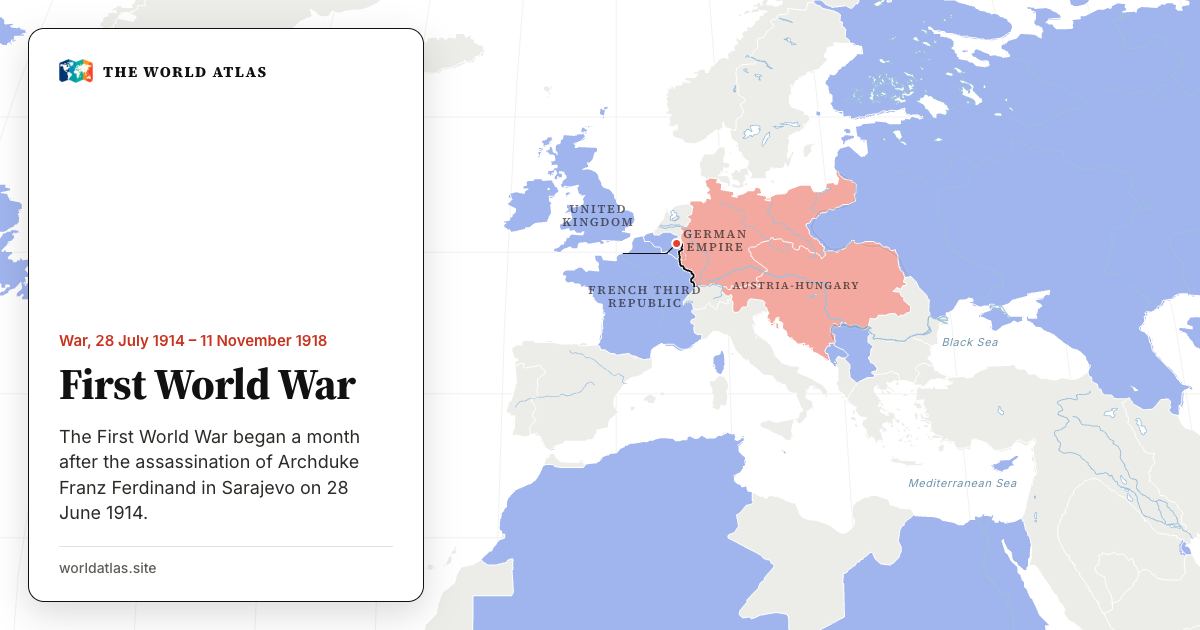 THE WORLD ATLAS
War, 28 July 1914 – 11 November 1918
First World War
The First World War began a month
after the assassination of Archduke
Franz Ferdinand in Sarajevo on 28
June 1914.
worldatlas.site
UNITED
KINGDOM
GERMAN
EMPIRE
FRENCH THIRD
REPUBLIC
AUSTRIA-HUNGARY
Black Sea
Mediterranean Sea